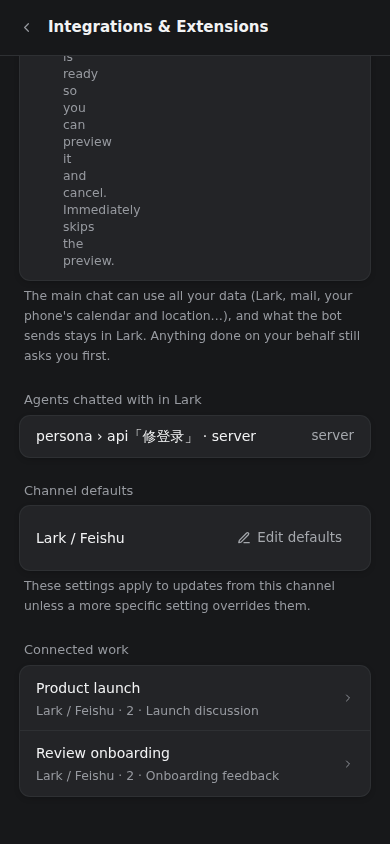 Integrations & Extensions
is
ready
so
you
can
preview
it
and
cancel.
Immediately
skips
the
preview.
The main chat can use all your data (Lark, mail, your
phone's calendar and location…), and what the bot
sends stays in Lark. Anything done on your behalf still
asks you first.
Agents chatted with in Lark
persona › api「修登录」 · server server
Channel defaults
Lark / Feishu Edit defaults
These settings apply to updates from this channel
unless a more specific setting overrides them.
Connected work
Product launch
Lark / Feishu · 2 · Launch discussion
Review onboarding
Lark / Feishu · 2 · Onboarding feedback